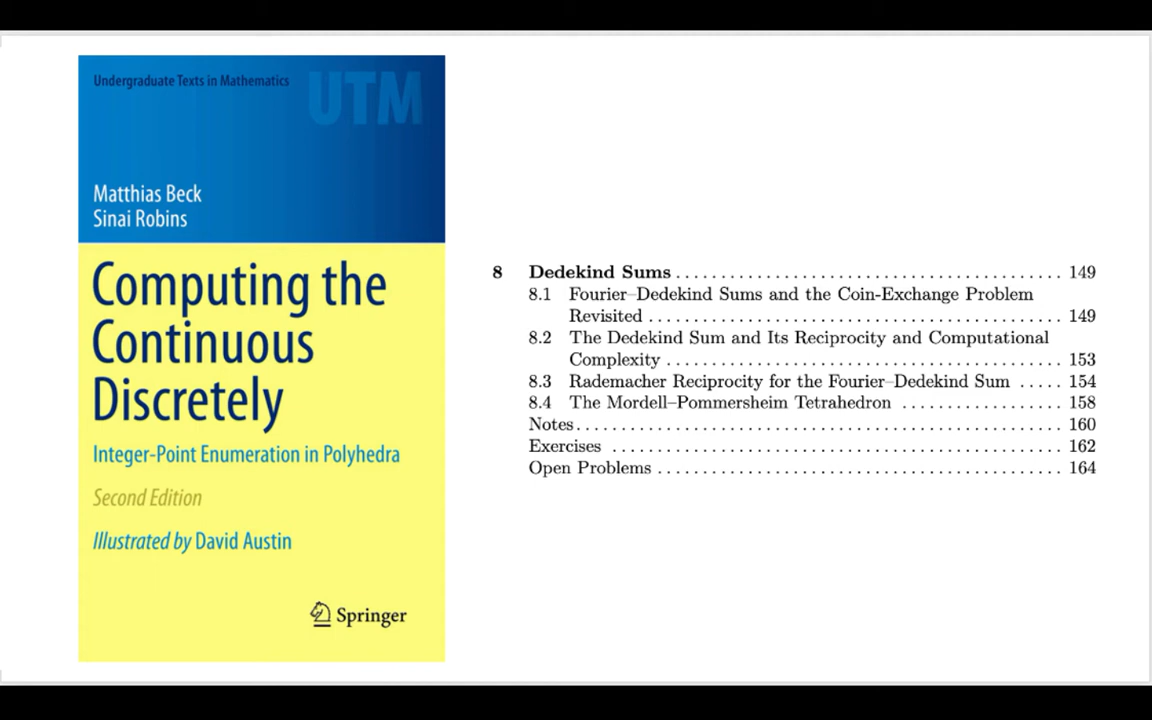 Undergraduate Texts in Mathematics
UTM
Matthias Beck
Sinai Robins
Computing the
Continuous
Discretely
Integer-Point Enumeration in Polyhedra
Second Edition
Illustrated by David Austin
Springer
8 Dedekind Sums 149
8.1 Fourier–Dedekind Sums and the Coin-Exchange Problem
Revisited 149
8.2 The Dedekind Sum and Its Reciprocity and Computational
Complexity 153
8.3 Rademacher Reciprocity for the Fourier–Dedekind Sum 154
8.4 The Mordell–Pommersheim Tetrahedron 158
Notes 160
Exercises 162
Open Problems 164